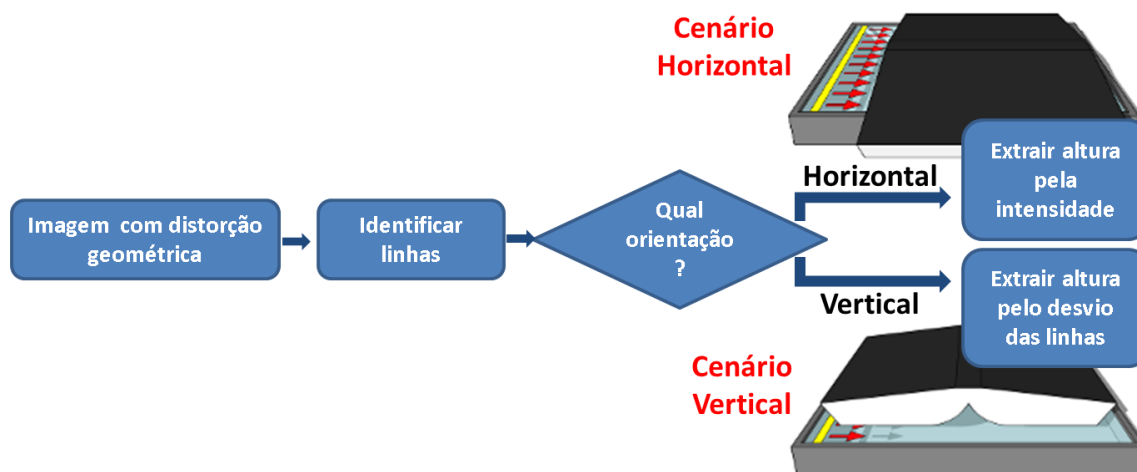 Cenário
Horizontal
Imagem com distorção
geométrica
Identificar
linhas
Qual
orientação
?
Horizontal
Extrair altura
pela
intensidade
Vertical
Extrair altura
pelo desvio
das linhas
Cenário
Vertical